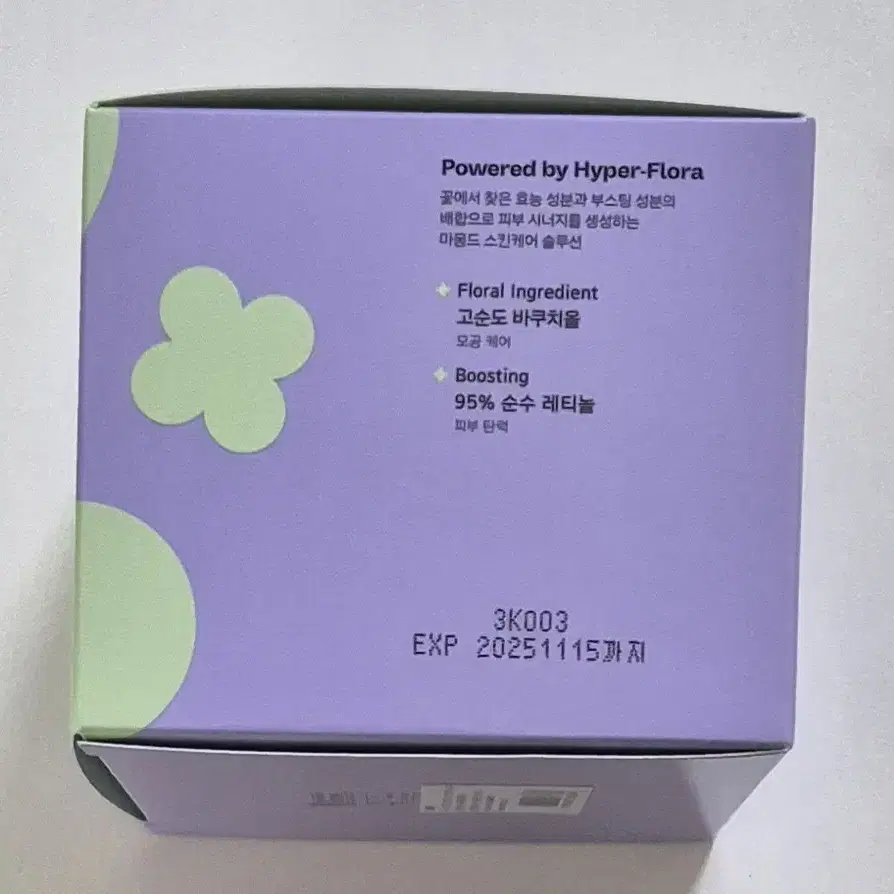 Powered by Hyper-Flora
꽃에서 찾은 효능 성분과 부스팅 성분의
배합으로 피부 시너지를 생성하는
마몽드 스킨케어 솔루션
Floral Ingredient
고순도 바쿠치올
모공 케어
Boosting
95% 순수 레티놀
피부 탄력
3K003
EXP 20251115까지